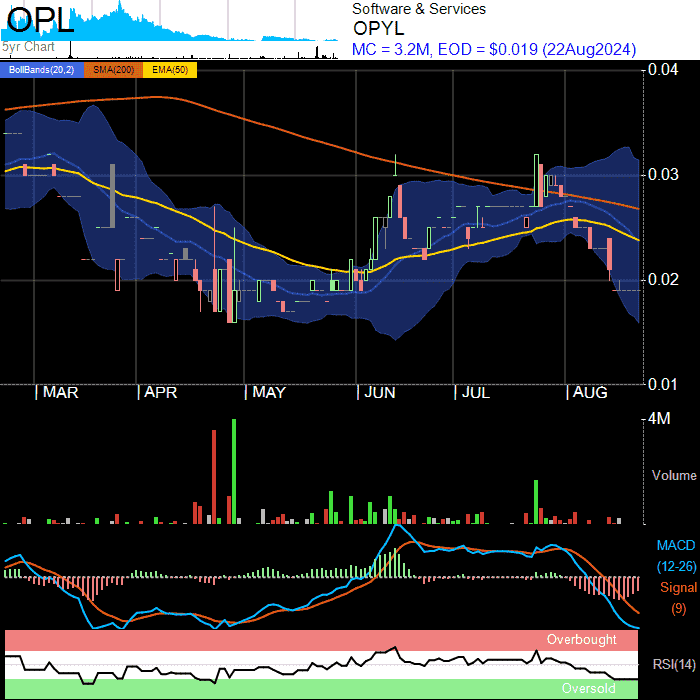 OPL
5yr Chart
Software & Services
OPYL
MC = 3.2M, EOD = $0.019 (22Aug2024)
BollBands(20,2) SMA(200) EMA(50)
0.04
0.03
0.02
0.01
| MAR | APR | MAY | JUN | JUL | AUG
4M
Volume
MACD
(12-26)
Signal
(9)
Overbought
RSI(14)
Oversold